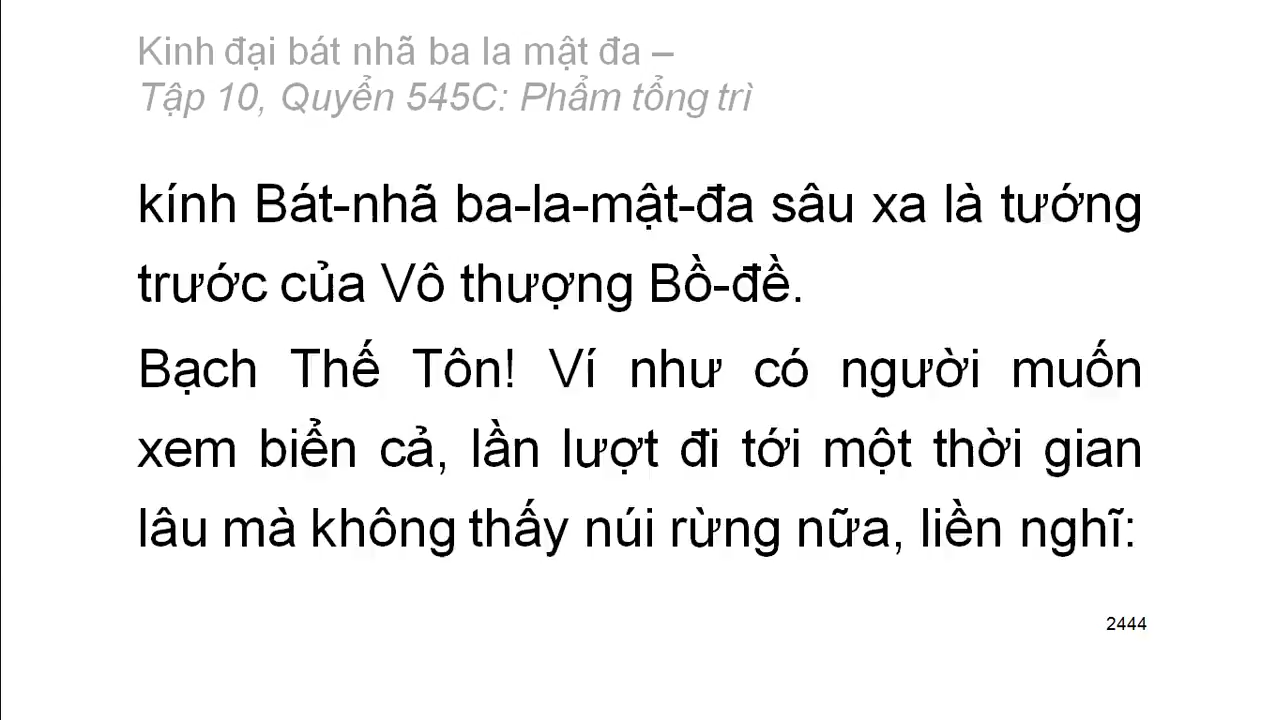 Kinh đại bát nhã ba la mật đa –
Tập 10, Quyển 545C: Phẩm tổng trì
kính Bát-nhã ba-la-mật-đa sâu xa là tướng
trước của Vô thượng Bồ-đề.
Bạch Thế Tôn! Ví như có người muốn
xem biển cả, lần lượt đi tới một thời gian
lâu mà không thấy núi rừng nữa, liền nghĩ:
2444